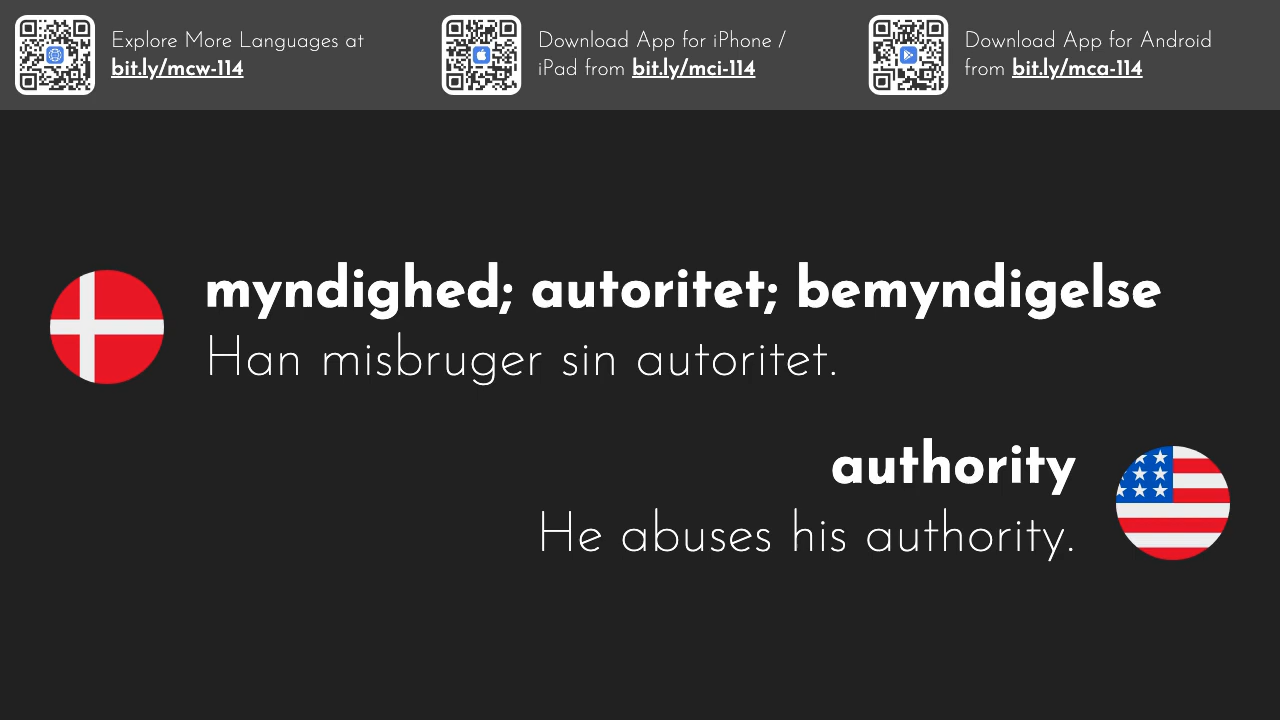 Explore More Languages at
bit.ly/mcw-114
Download App for iPhone /
iPad from bit.ly/mci-114
Download App for Android
from bit.ly/mca-114
myndighed; autoritet; bemyndigelse
Han misbruger sin autoritet.
authority
He abuses his authority.